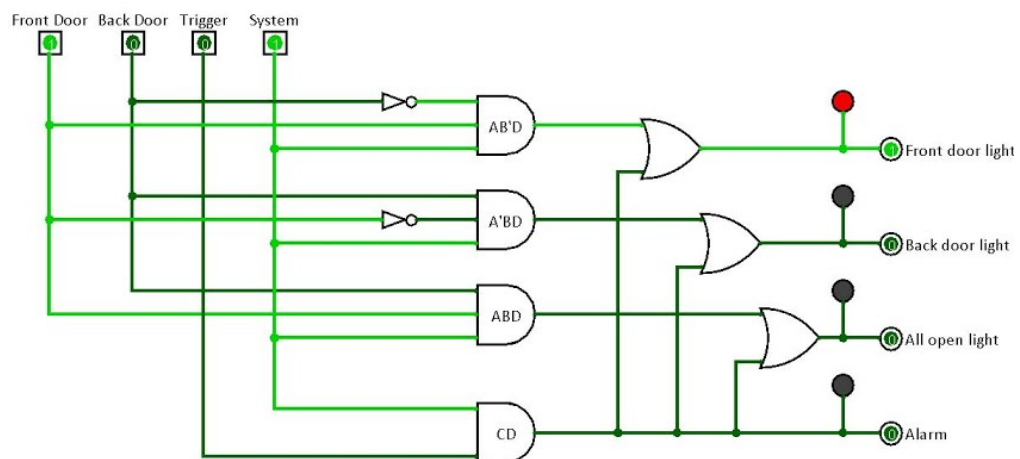 Front Door Back Door Trigger System
1 0 0 1
AB'D
1 Front door light
A'BD
0 Back door light
ABD
0 All open light
CD
0 Alarm